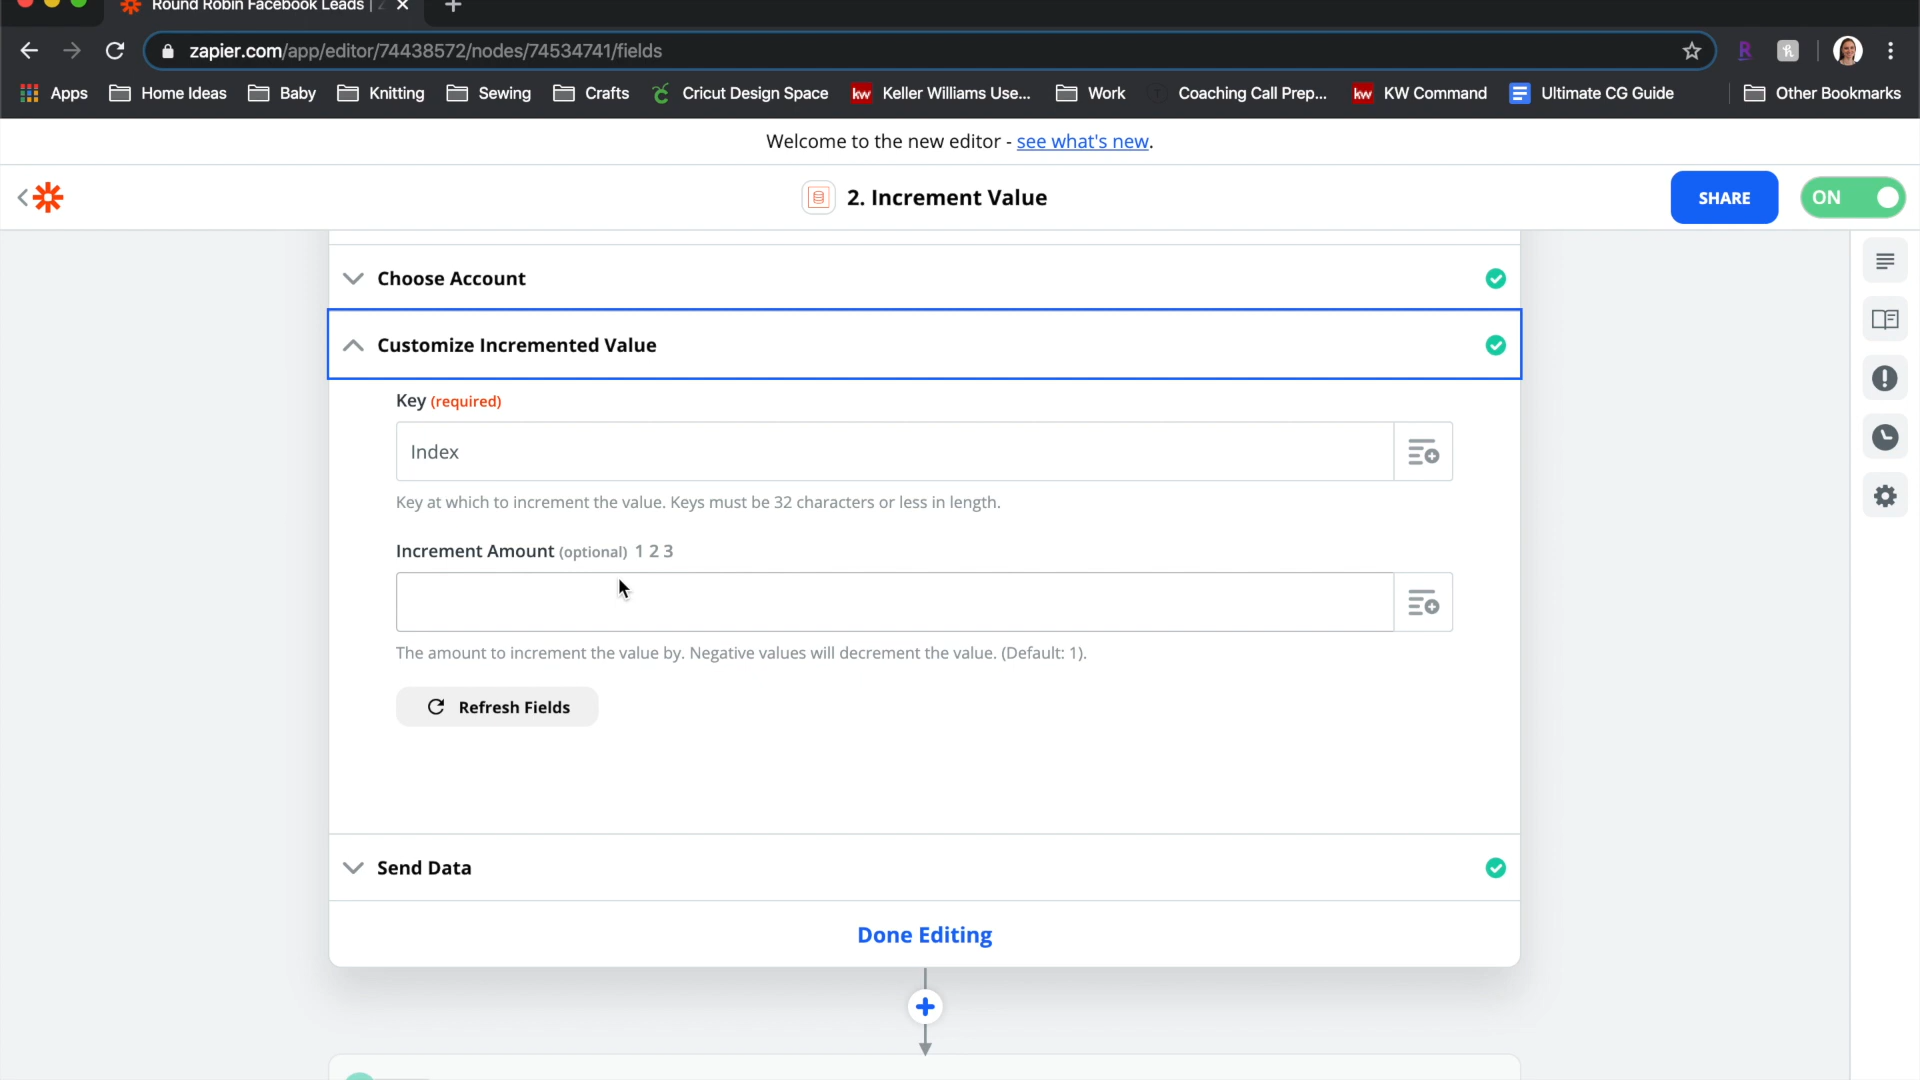 Round Robin Facebook Leads |
zapier.com/app/editor/74438572/nodes/74534741/fields
Apps Home Ideas Baby Knitting Sewing Crafts Cricut Design Space kw Keller Williams Use... Work Coaching Call Prep... kw KW Command Ultimate CG Guide Other Bookmarks
Welcome to the new editor - see what's new.
2. Increment Value
SHARE
ON
Choose Account
Customize Incremented Value
Key (required)
Index
Key at which to increment the value. Keys must be 32 characters or less in length.
Increment Amount (optional) 1 2 3
The amount to increment the value by. Negative values will decrement the value. (Default: 1).
Refresh Fields
Send Data
Done Editing